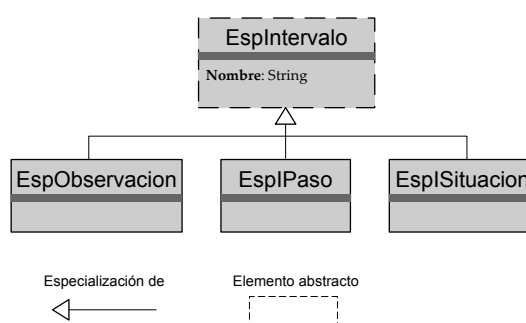 EspIntervalo
Nombre: String
EspObservacion
EspIPaso
EspISituacion
Especialización de
Elemento abstracto